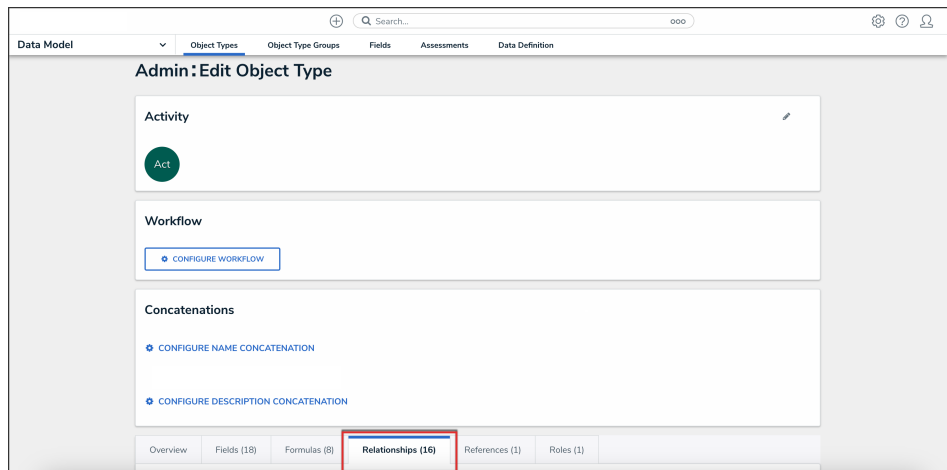 Search... ooo
Data Model Object Types Object Type Groups Fields Assessments Data Definition
Admin: Edit Object Type
Activity
Act
Workflow
CONFIGURE WORKFLOW
Concatenations
CONFIGURE NAME CONCATENATION
CONFIGURE DESCRIPTION CONCATENATION
Overview Fields (18) Formulas (8) Relationships (16) References (1) Roles (1)